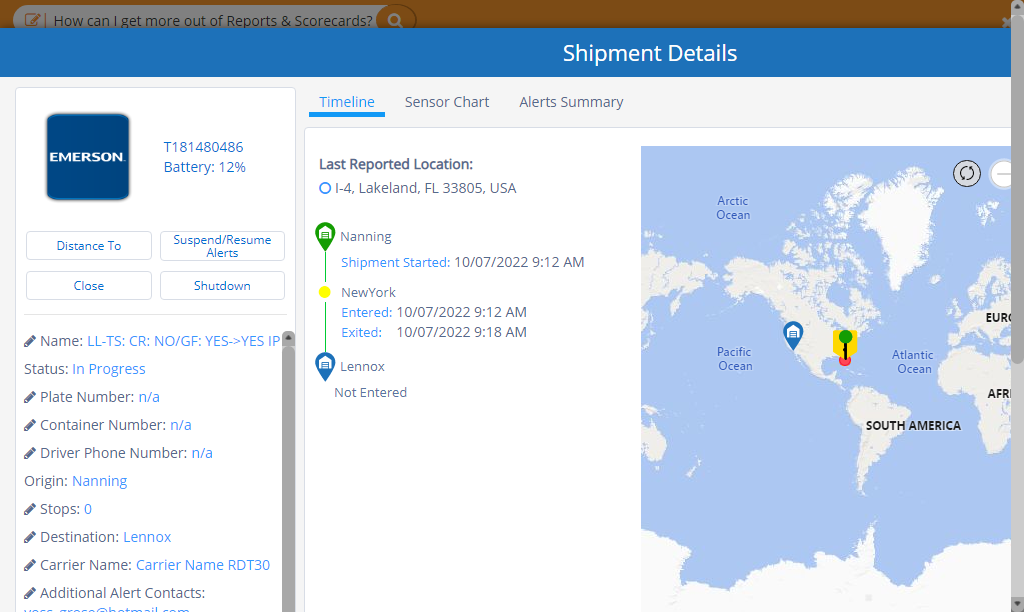 How can I get more out of Reports & Scorecards?
Shipment Details
EMERSON.
T181480486
Battery: 12%
Distance To
Suspend/Resume
Alerts
Close
Shutdown
Name: LL-TS: CR: NO/GF: YES->YES IP
Status: In Progress
Plate Number: n/a
Container Number: n/a
Driver Phone Number: n/a
Origin: Nanning
Stops: 0
Destination: Lennox
Carrier Name: Carrier Name RDT30
Additional Alert Contacts:
Timeline
Sensor Chart
Alerts Summary
Last Reported Location:
I-4, Lakeland, FL 33805, USA
Nanning
Shipment Started: 10/07/2022 9:12 AM
NewYork
Entered: 10/07/2022 9:12 AM
Exited: 10/07/2022 9:18 AM
Lennox
Not Entered
Arctic
Ocean
EURO
Pacific
Ocean
Atlantic
Ocean
AFRI
SOUTH AMERICA